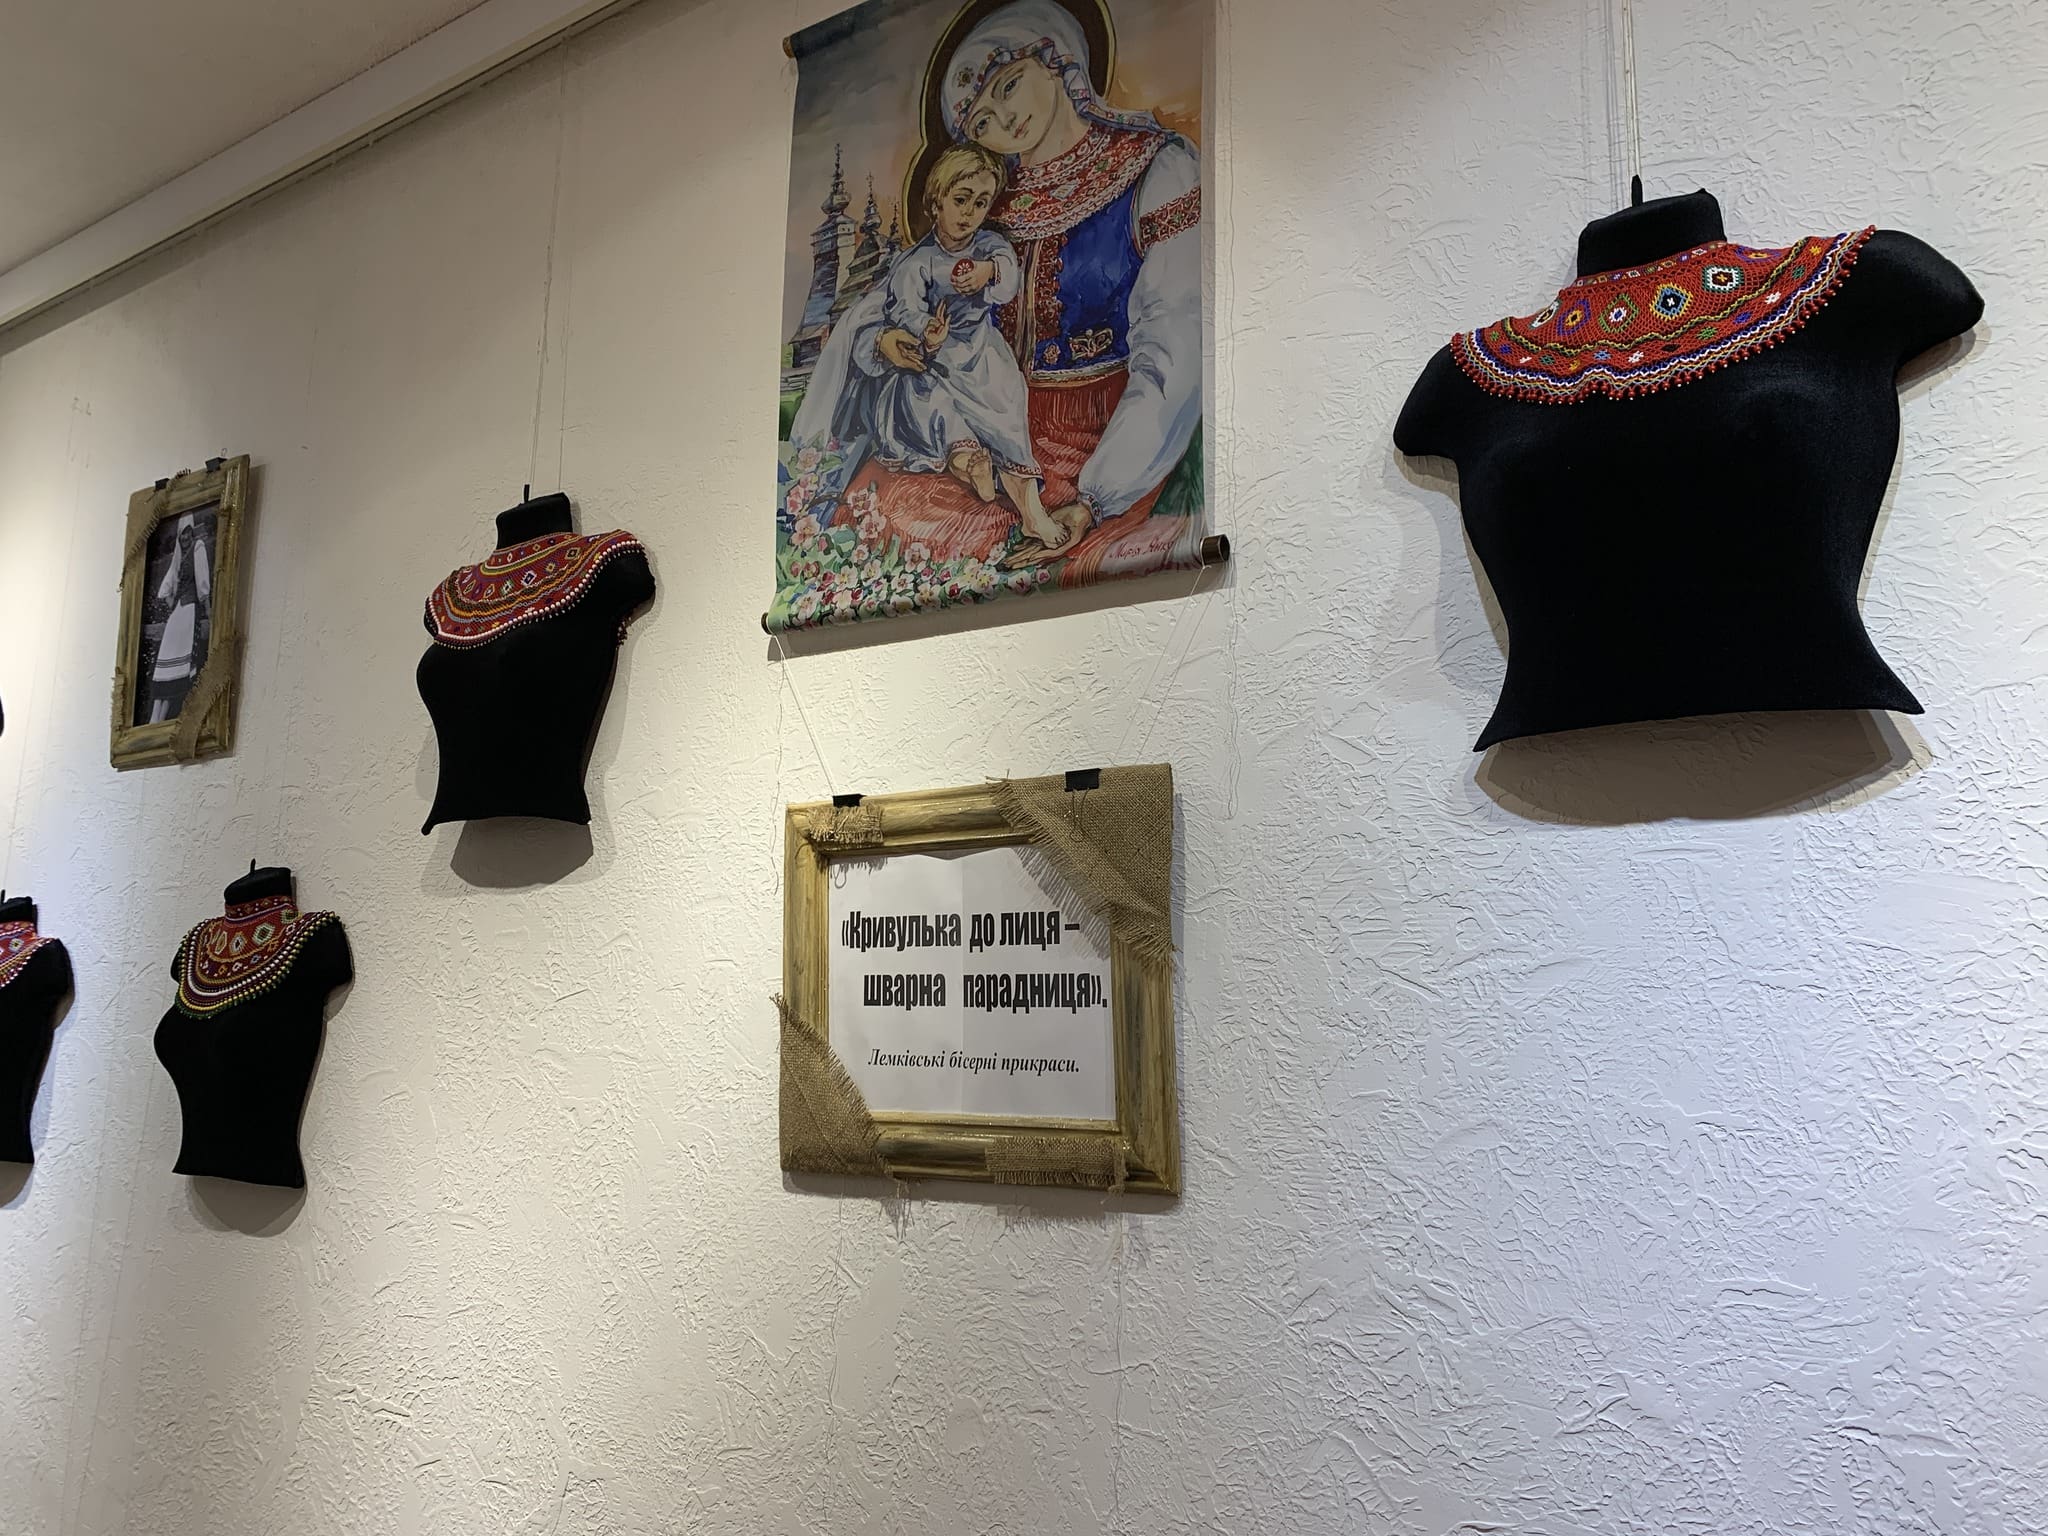 «Кривулька до лиця –
шварна парадниця».
Лемківські бісерні прикраси.